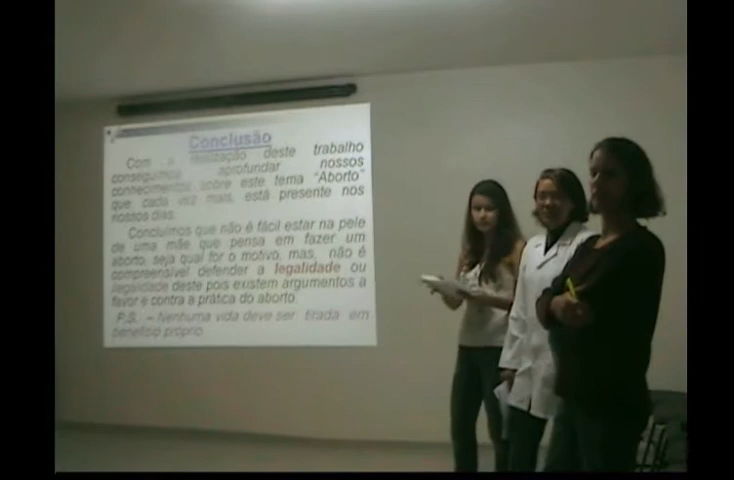 Conclusão
Com a realização deste trabalho
conseguimos aprofundar nossos
conhecimentos sobre este tema "Aborto"
que cada vez mais, está presente nos
nossos dias.
Concluímos que não é fácil estar na pele
de uma mãe que pensa em fazer um
aborto, seja qual for o motivo, mas, não é
compreensível defender a legalidade ou
ilegalidade deste pois existem argumentos a
favor e contra a prática do aborto.
P.S. – Nenhuma vida deve ser tirada em
benefício próprio.